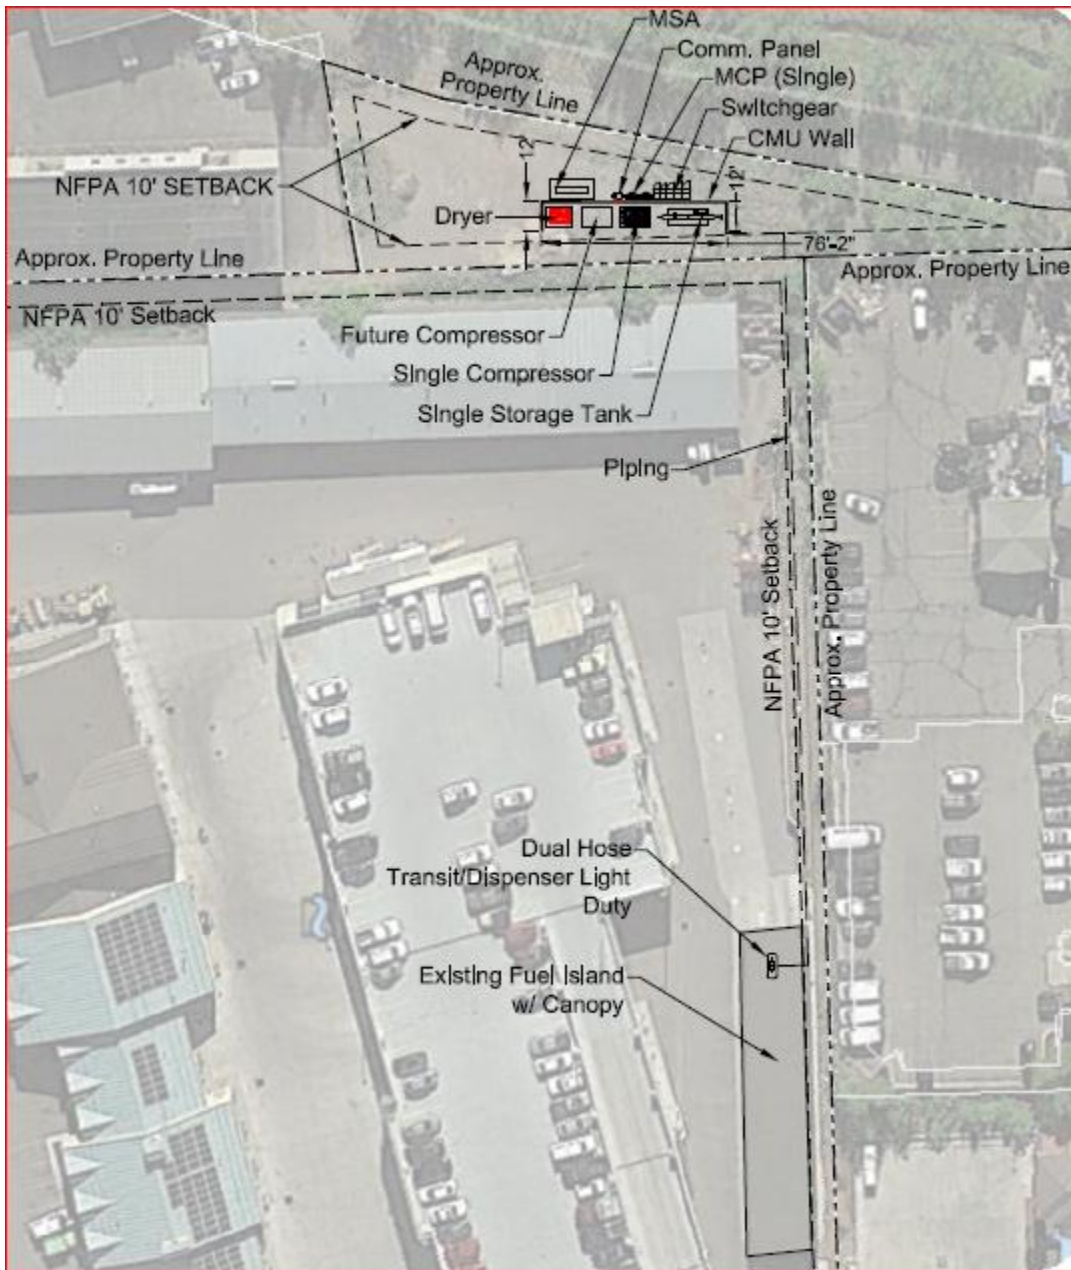 MSA
Comm. Panel
MCP (Single)
Switchgear
CMU Wall
Approx.
Property Line
12'
12'
NFPA 10' SETBACK
Dryer
76'-2"
Approx. Property Line
Approx. Property Line
NFPA 10' Setback
Future Compressor
Single Compressor
Single Storage Tank
Piping
NFPA 10' Setback
Approx. Property Line
Dual Hose
Transit/Dispenser Light
Duty
Existing Fuel Island
w/ Canopy